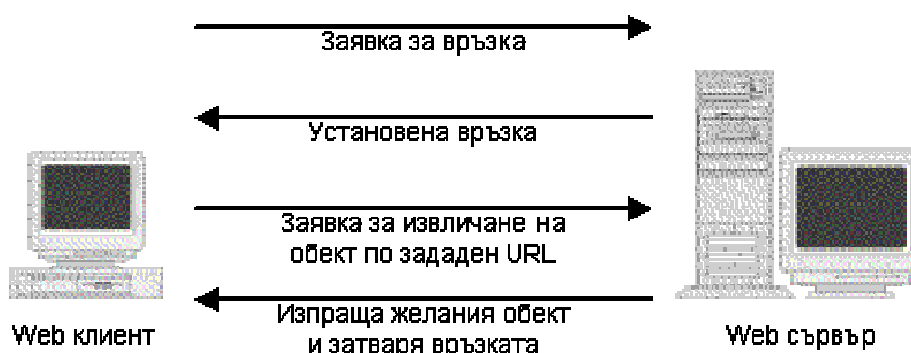 Заявка за връзка
Установена връзка
Заявка за извличане на
обект по зададен URL
Изпраща желания обект
и затваря връзката
Web клиент
Web сървър